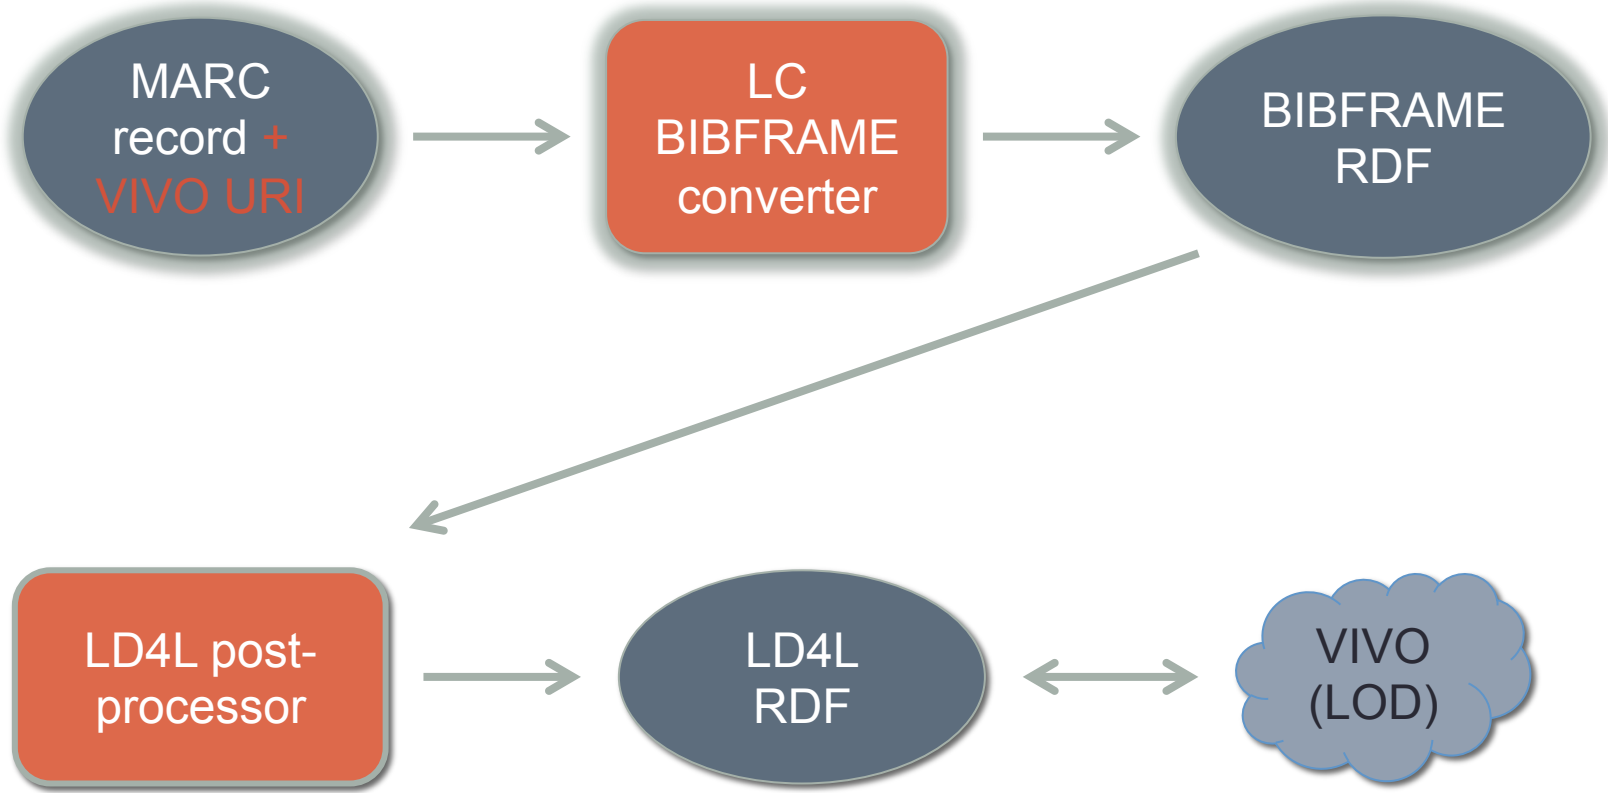 MARC
record +
VIVO URI
LC
BIBFRAME
converter
BIBFRAME
RDF
LD4L post-
processor
LD4L
RDF
VIVO
(LOD)